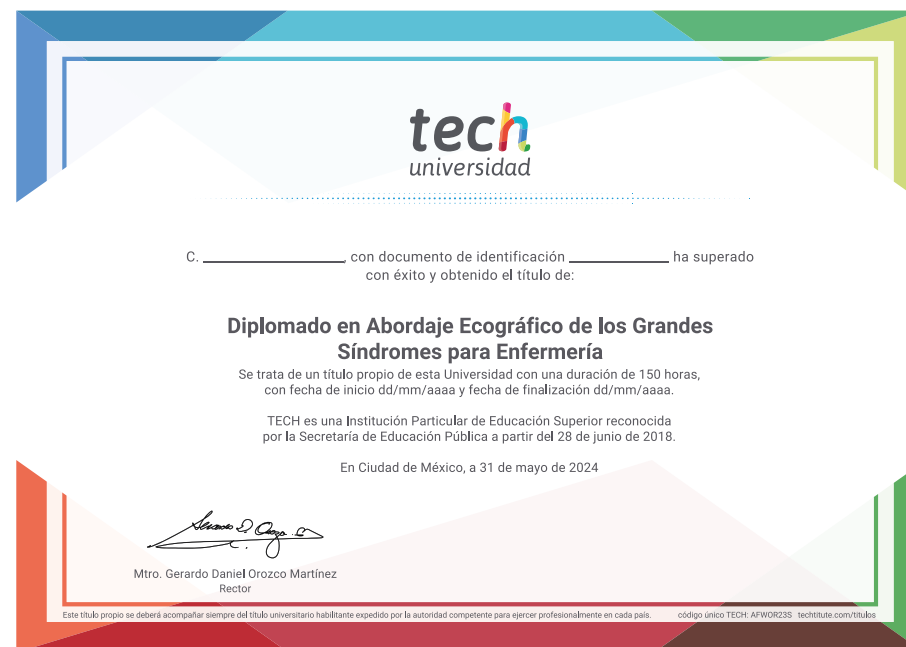 tech
universidad
C. ____________, con documento de identificación ____________ ha superado
con éxito y obtenido el título de:
Diplomado en Abordaje Ecográfico de los Grandes
Síndromes para Enfermería
Se trata de un título propio de esta Universidad con una duración de 150 horas,
con fecha de inicio dd/mm/aaaa y fecha de finalización dd/mm/aaaa.
TECH es una Institución Particular de Educación Superior reconocida
por la Secretaría de Educación Pública a partir del 28 de junio de 2018.
En Ciudad de México, a 31 de mayo de 2024
Mtro. Gerardo Daniel Orozco Martínez
Rector
Este título propio se deberá acompañar siempre del título universitario habilitante expedido por la autoridad competente para ejercer profesionalmente en cada país. código único TECH: AFWOR23S techtitute.com/titulos